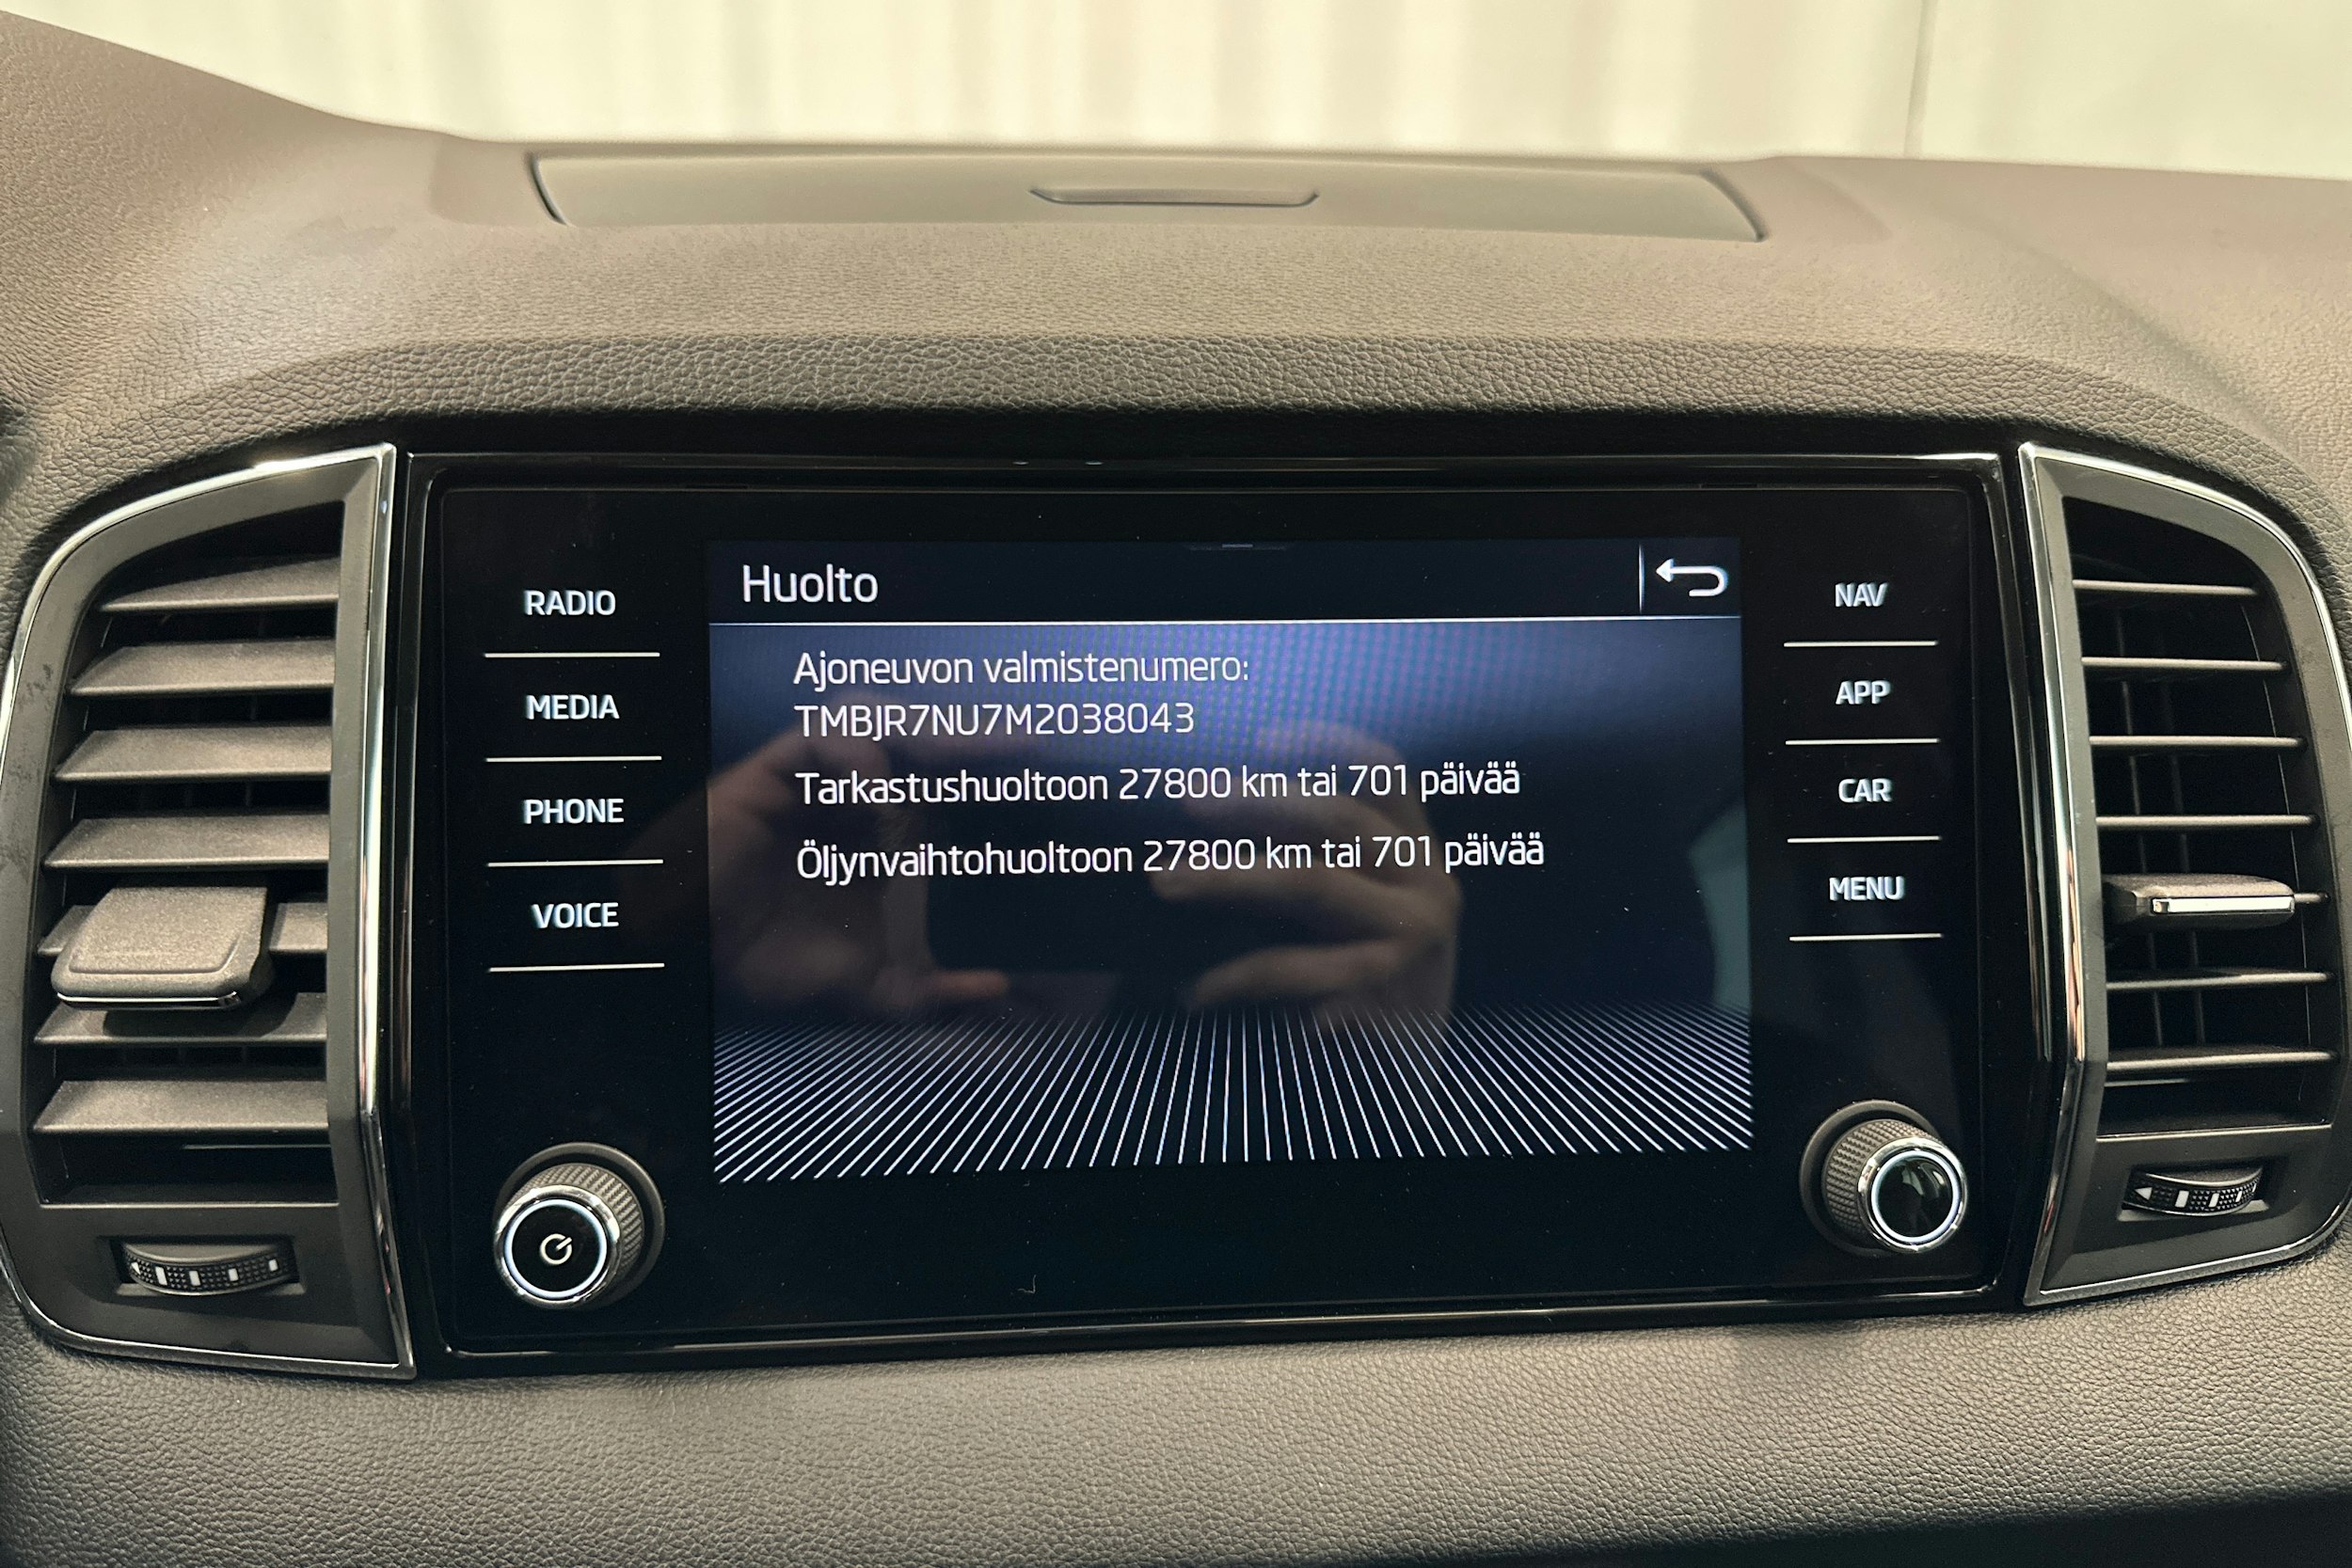 Huolto
RADIO
MEDIA
PHONE
VOICE
Ajoneuvon valmistenumero:
TMBJR7NU7M2038043
Tarkastushuoltoon 27800 km tai 701 päivää
Öljynvaihtohuoltoon 27800 km tai 701 päivää
NAV
APP
CAR
MENU